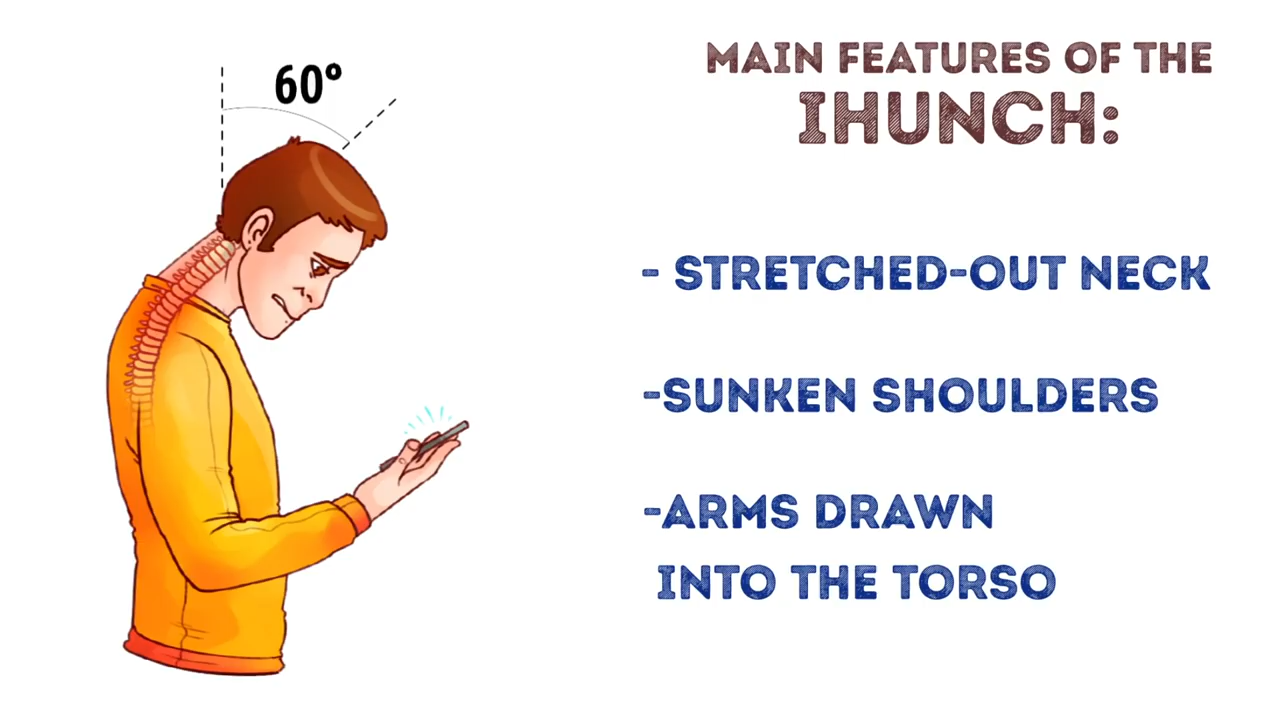 60°
MAIN FEATURES OF THE
IHUNCH:
- STRETCHED-OUT NECK
-SUNKEN SHOULDERS
-ARMS DRAWN
INTO THE TORSO